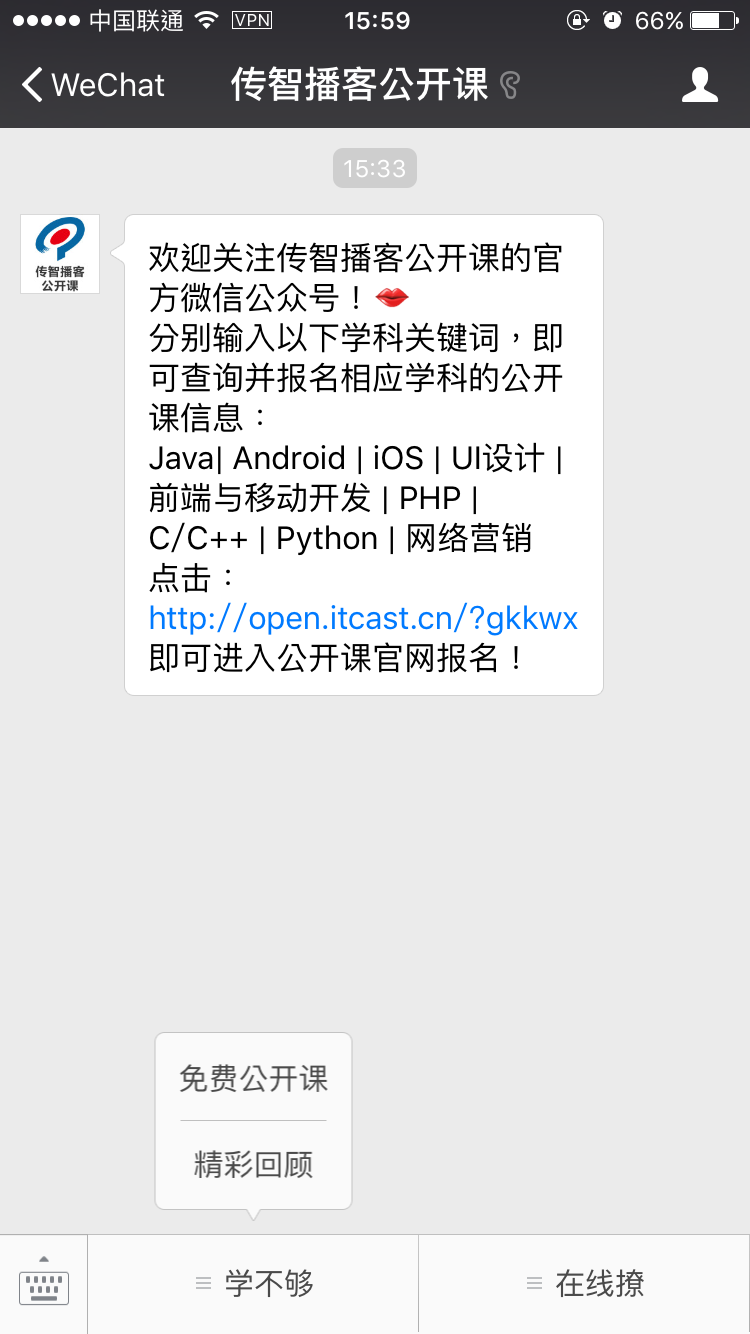 中国联通 VPN 15:59 66%
WeChat 传智播客公开课
15:33
传智播客
公开课
欢迎关注传智播客公开课的官
方微信公众号！
分别输入以下学科关键词，即
可查询并报名相应学科的公开
课信息：
Java| Android | iOS | UI设计 |
前端与移动开发 | PHP |
C/C++ | Python | 网络营销
点击：
http://open.itcast.cn/?gkkwx
即可进入公开课官网报名！
免费公开课
精彩回顾
学不够 在线撩